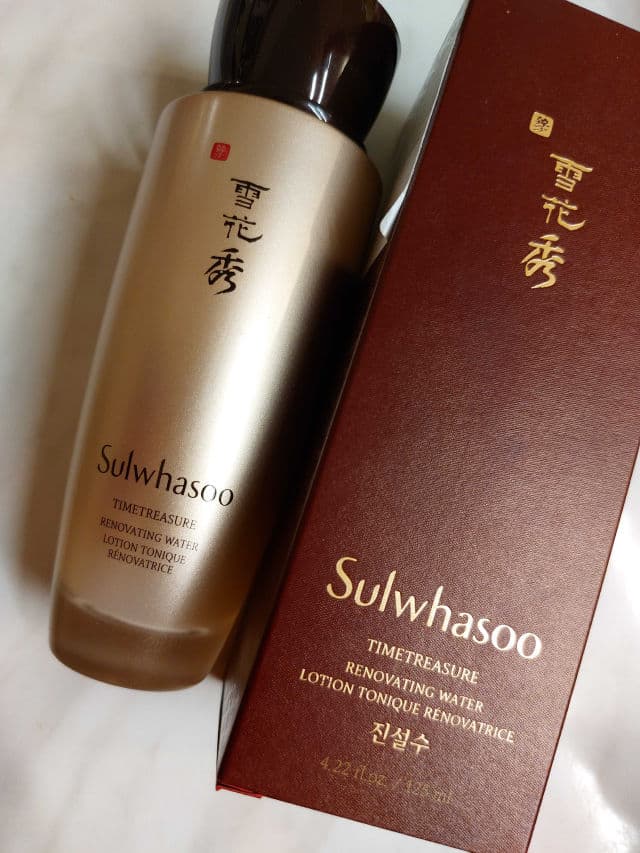 雪花秀
Sulwhasoo
TIMETREASURE
RENOVATING WATER
LOTION TONIQUE
RÉNOVATRICE
雪花秀
Sulwhasoo
TIMETREASURE
RENOVATING WATER
LOTION TONIQUE RÉNOVATRICE
진설수
4.22 fl.oz. / 125 ml